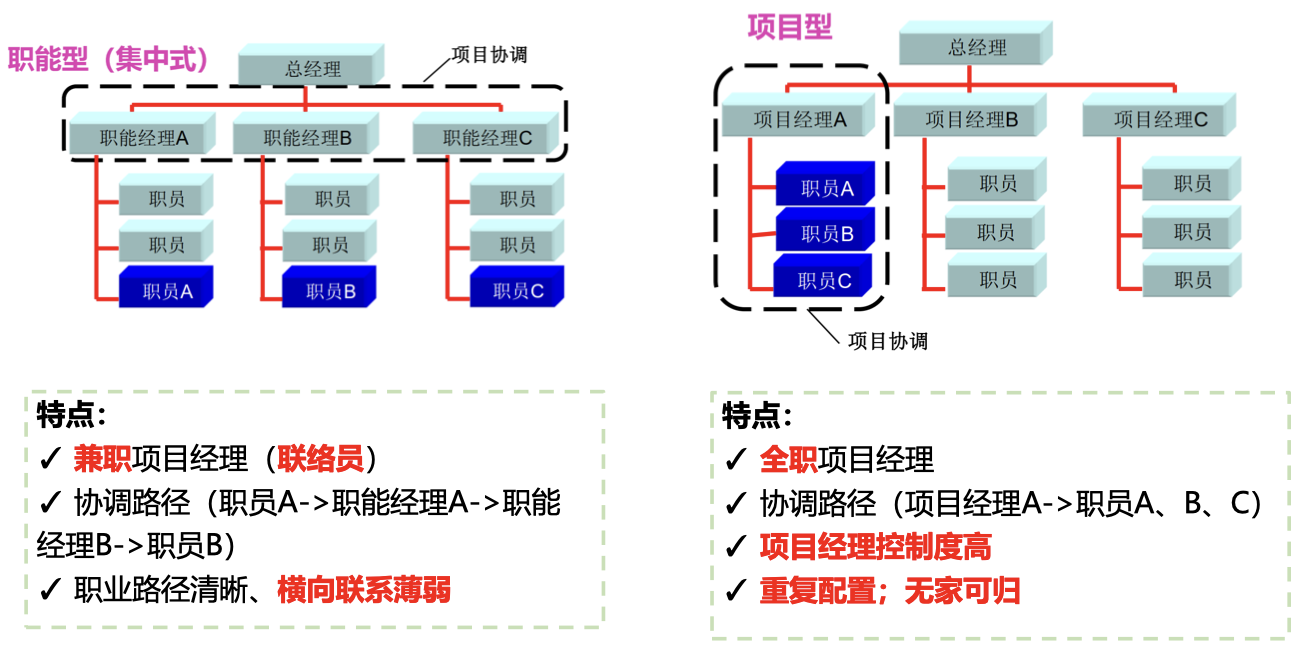 职能型（集中式）
总经理
项目协调
职能经理A
职能经理B
职能经理C
职员
职员
职员
职员
职员
职员
职员A
职员B
职员C
项目型
总经理
项目经理A
项目经理B
项目经理C
职员A
职员
职员
职员B
职员
职员
职员C
职员
职员
项目协调
特点：
✓ 兼职项目经理（联络员）
✓ 协调路径（职员A->职能经理A->职能
经理B->职员B）
✓ 职业路径清晰、横向联系薄弱
特点：
✓ 全职项目经理
✓ 协调路径（项目经理A->职员A、B、C）
✓ 项目经理控制度高
✓ 重复配置；无家可归